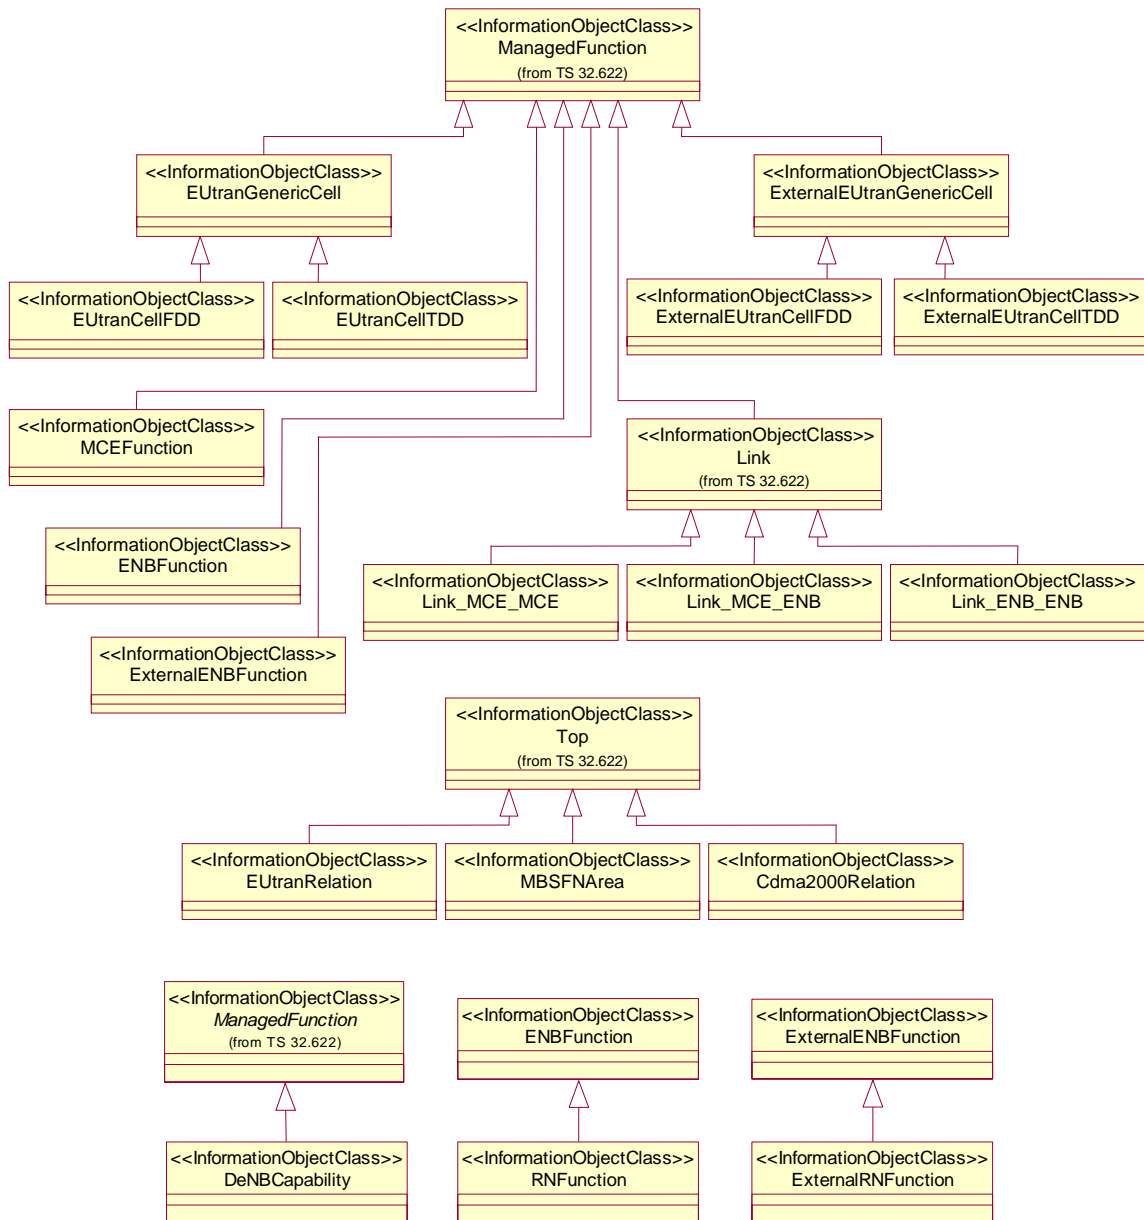 <<InformationObjectClass>>
ManagedFunction
(from TS 32.622)
<<InformationObjectClass>>
EUtranGenericCell
<<InformationObjectClass>>
ExternalEUtranGenericCell
<<InformationObjectClass>>
EUtranCellFDD
<<InformationObjectClass>>
EUtranCellTDD
<<InformationObjectClass>>
ExternalEUtranCellFDD
<<InformationObjectClass>>
ExternalEUtranCellTDD
<<InformationObjectClass>>
MCEFunction
<<InformationObjectClass>>
Link
(from TS 32.622)
<<InformationObjectClass>>
ENBFunction
<<InformationObjectClass>>
Link_MCE_MCE
<<InformationObjectClass>>
Link_MCE_ENB
<<InformationObjectClass>>
Link_ENB_ENB
<<InformationObjectClass>>
ExternalENBFunction
<<InformationObjectClass>>
Top
(from TS 32.622)
<<InformationObjectClass>>
EUtranRelation
<<InformationObjectClass>>
MBSFNArea
<<InformationObjectClass>>
Cdma2000Relation
<<InformationObjectClass>>
ManagedFunction
(from TS 32.622)
<<InformationObjectClass>>
ENBFunction
<<InformationObjectClass>>
ExternalENBFunction
<<InformationObjectClass>>
DeNBCapability
<<InformationObjectClass>>
RNFunction
<<InformationObjectClass>>
ExternalRNFunction